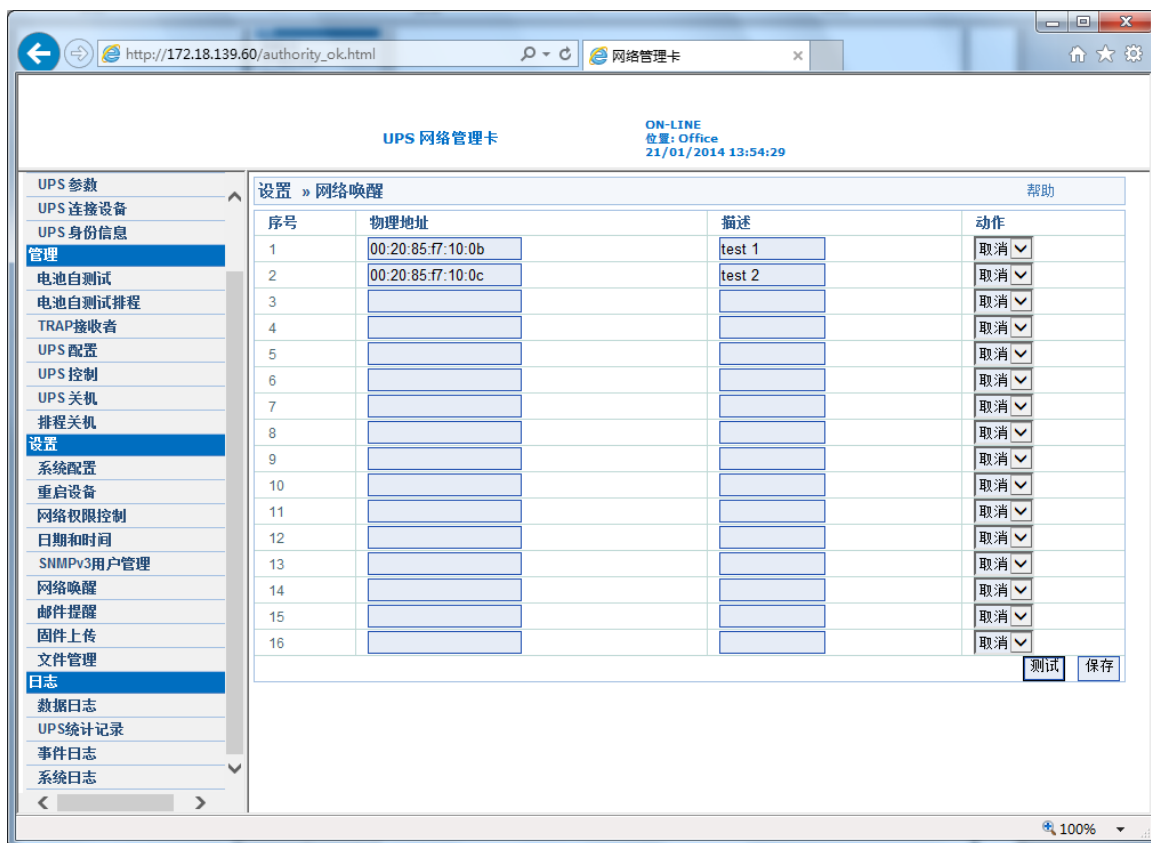 http://172.18.139.60/authority_ok.html 网络管理卡
UPS 网络管理卡
ON-LINE
位置: Office
21/01/2014 13:54:29
UPS 参数
UPS 连接设备
UPS 身份信息
管理
电池自测试
电池自测试排程
TRAP接收者
UPS 配置
UPS 控制
UPS 关机
排程关机
设置
系统配置
重启设备
网络权限控制
日期和时间
SNMPv3用户管理
网络唤醒
邮件提醒
固件上传
文件管理
日志
数据日志
UPS统计记录
事件日志
系统日志
设置 » 网络唤醒 帮助
序号 物理地址 描述 动作
1 00:20:85:f7:10:0b test 1 取消
2 00:20:85:f7:10:0c test 2 取消
3 取消
4 取消
5 取消
6 取消
7 取消
8 取消
9 取消
10 取消
11 取消
12 取消
13 取消
14 取消
15 取消
16 取消
测试 保存
100%